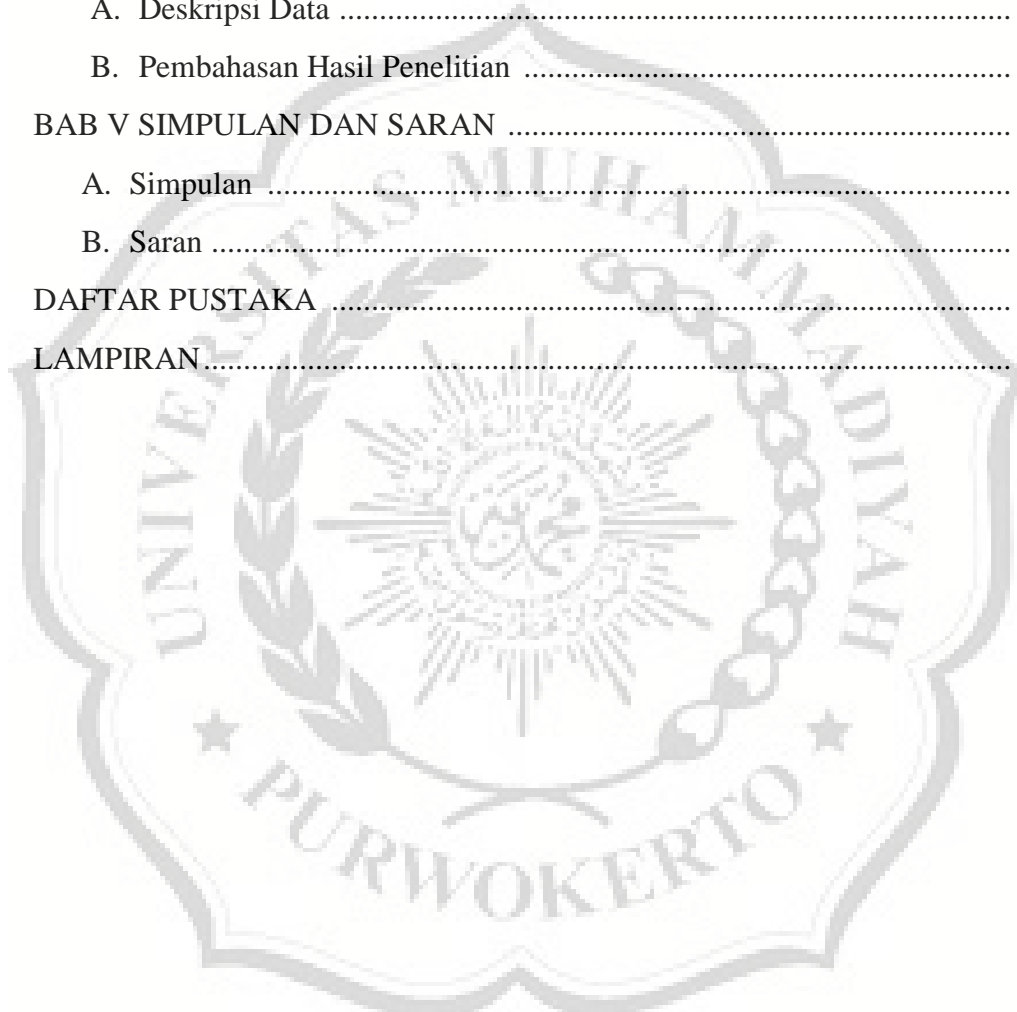 A. Deskripsi Data ................................................................................
B. Pembahasan Hasil Penelitian ..........................................................
BAB V SIMPULAN DAN SARAN ............................................................
A. Simpulan ..........................................................................................
B. Saran .................................................................................................
DAFTAR PUSTAKA ..................................................................................
LAMPIRAN.................................................................................................
UNIVERSITAS MUHAMMADIYAH
PURWOKERTO